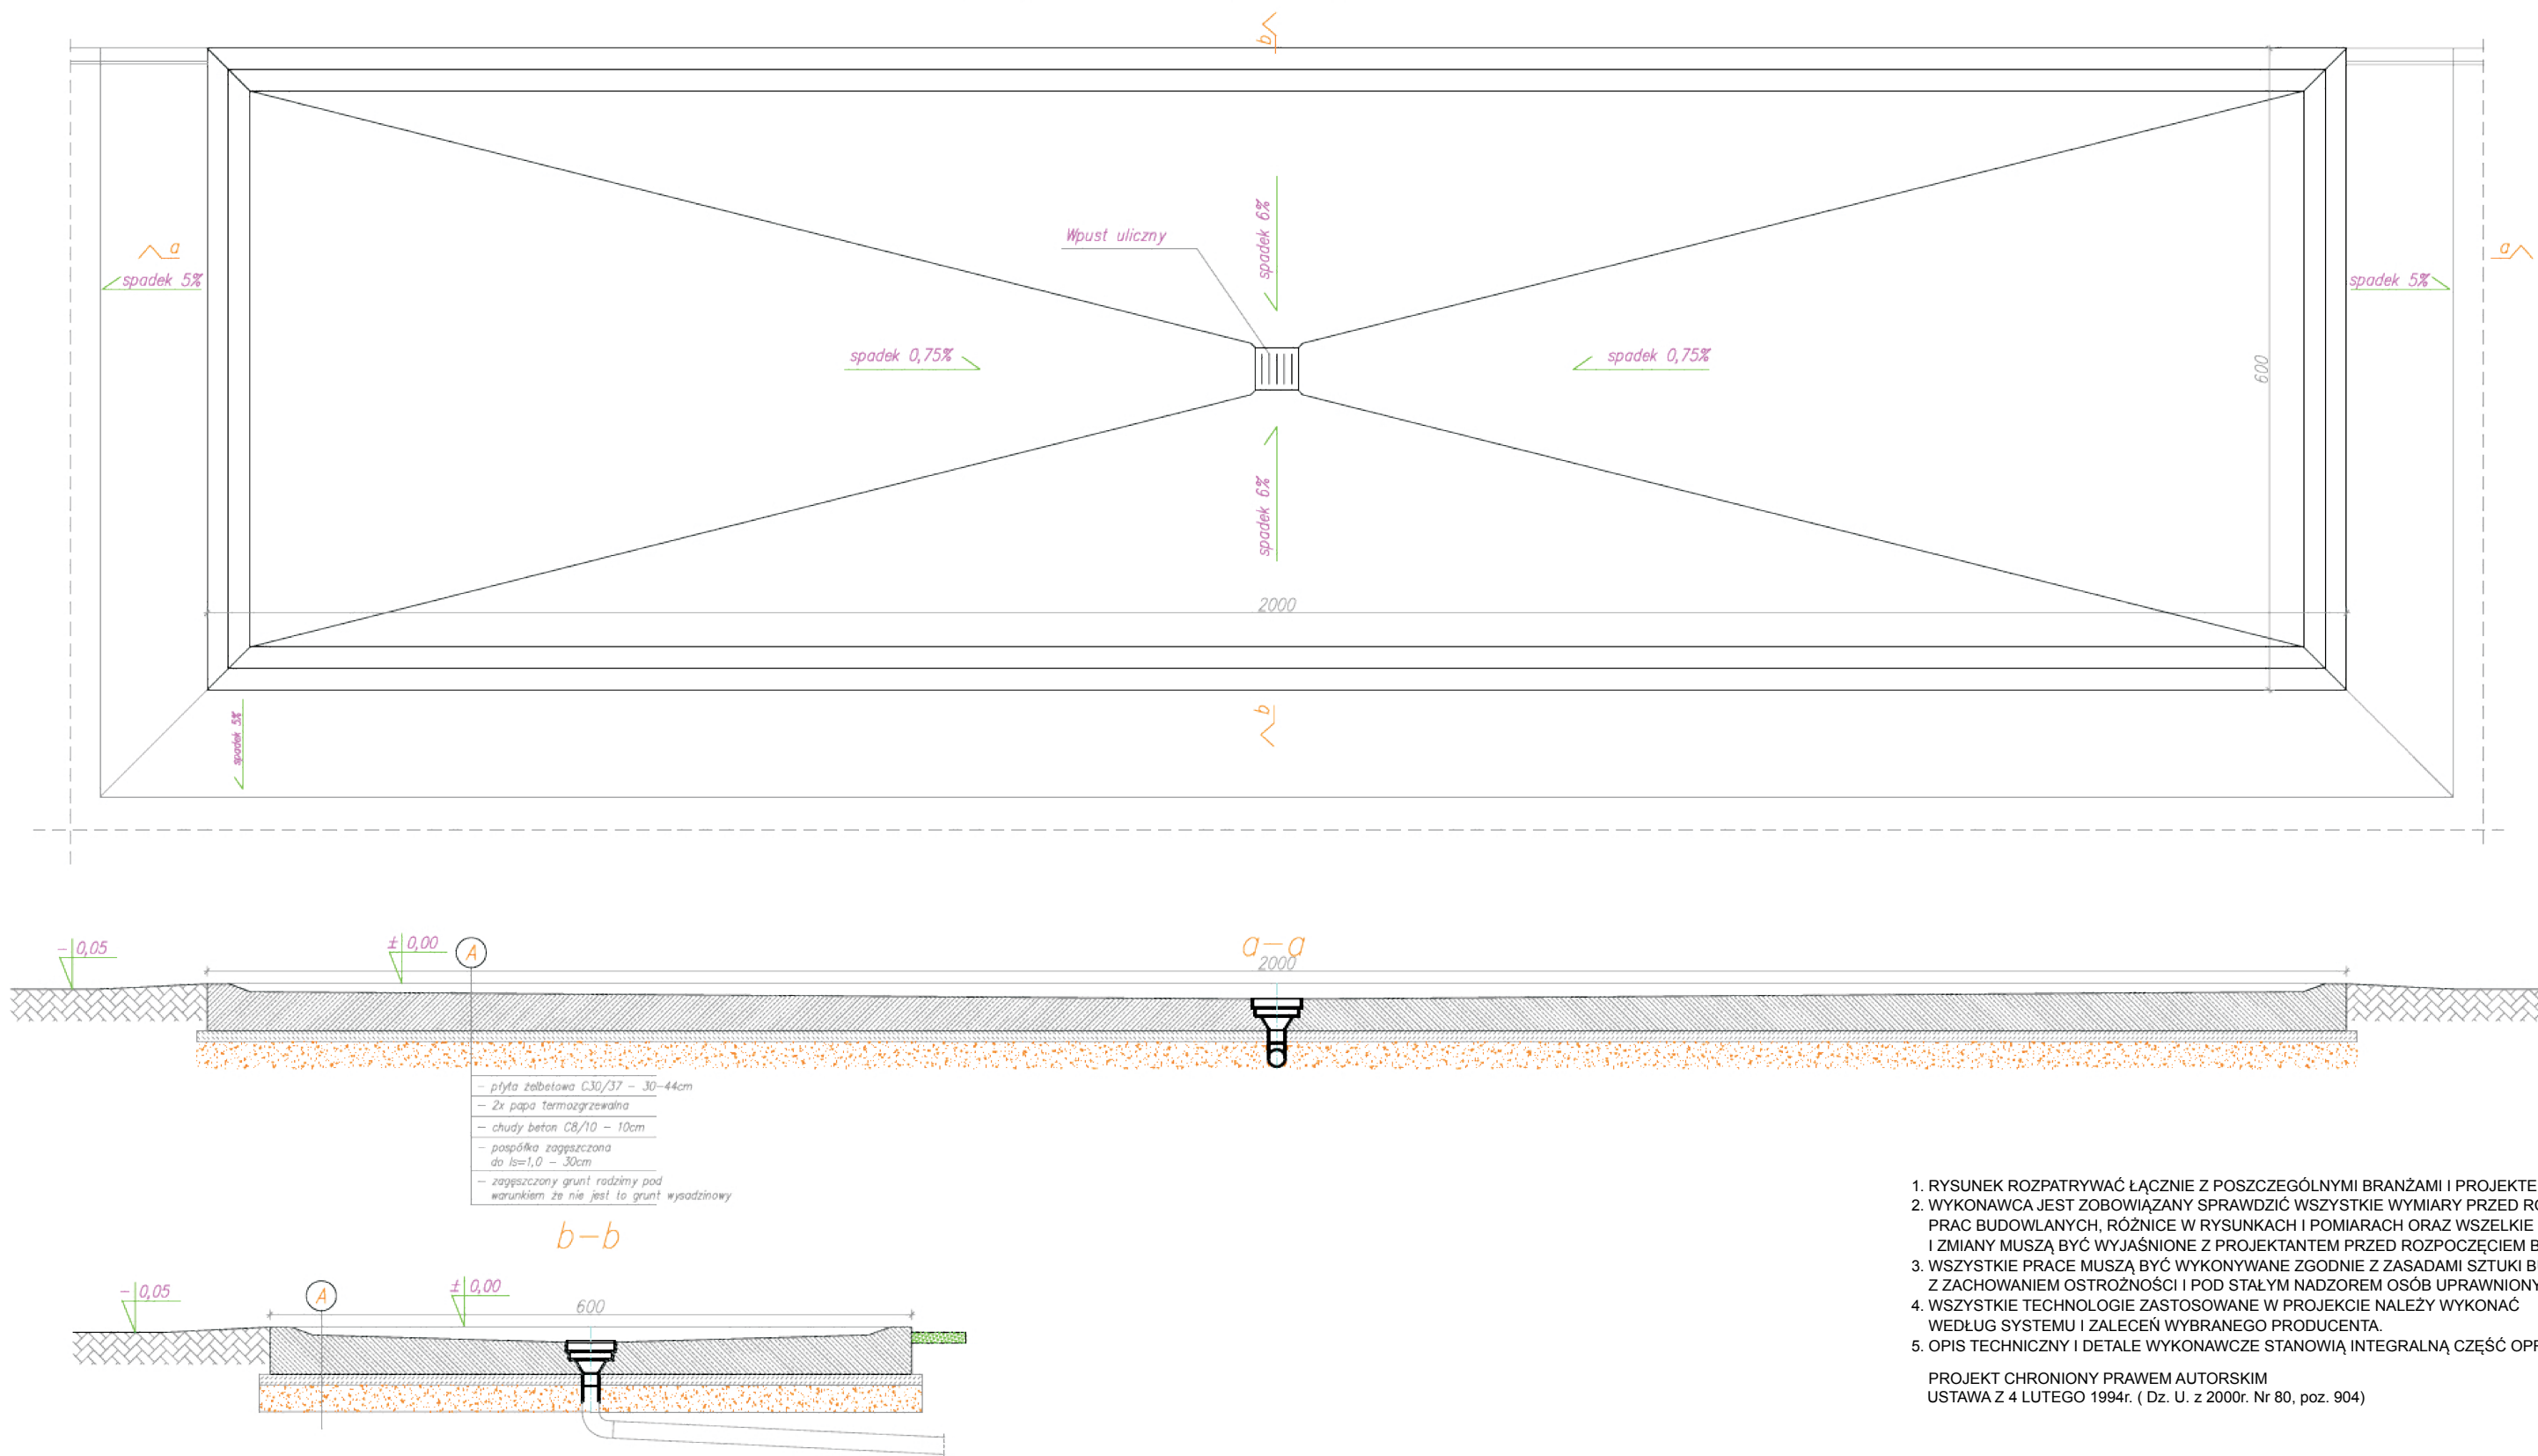 b
a
spadek 5%
Wpust uliczny
spadek 6%
a
spadek 5%
spadek 0,75%
spadek 0,75%
600
spadek 6%
2000
spadek 5%
b
- 0,05
± 0,00
A
a-a
2000
- płyta żelbetowa C30/37 - 30-44cm
- 2x papa termozgrzewalna
- chudy beton C8/10 - 10cm
- pospółka zagęszczona
do Is=1,0 - 30cm
- zagęszczony grunt rodzimy pod
warunkiem że nie jest to grunt wysadzinowy
b-b
- 0,05
A
± 0,00
600
1. RYSUNEK ROZPATRYWAĆ ŁĄCZNIE Z POSZCZEGÓLNYMI BRANŻAMI I PROJEKTE
2. WYKONAWCA JEST ZOBOWIĄZANY SPRAWDZIĆ WSZYSTKIE WYMIARY PRZED
PRAC BUDOWLANYCH, RÓŻNICE W RYSUNKACH I POMIARACH ORAZ WSZELKIE
I ZMIANY MUSZĄ BYĆ WYJAŚNIONE Z PROJEKTANTEM PRZED ROZPOCZĘCIEM
3. WSZYSTKIE PRACE MUSZĄ BYĆ WYKONYWANE ZGODNIE Z ZASADAMI SZTUKI
Z ZACHOWANIEM OSTROŻNOŚCI I POD STAŁYM NADZOREM OSÓB UPRAWNIONY
4. WSZYSTKIE TECHNOLOGIE ZASTOSOWANE W PROJEKCIE NALEŻY WYKONAĆ
WEDŁUG SYSTEMU I ZALECEŃ WYBRANEGO PRODUCENTA.
5. OPIS TECHNICZNY I DETALE WYKONAWCZE STANOWIĄ INTEGRALNĄ CZĘŚĆ
PROJEKT CHRONIONY PRAWEM AUTORSKIM
USTAWA Z 4 LUTEGO 1994r. ( Dz. U. z 2000r. Nr 80, poz. 904)